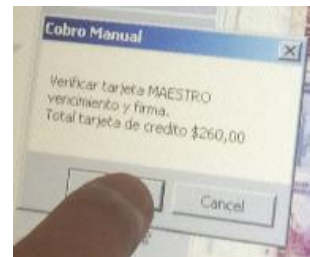 Cobro Manual
Verificar tarjeta MAESTRO
vencimiento y firma.
Total tarjeta de credito $260,00
Cancel